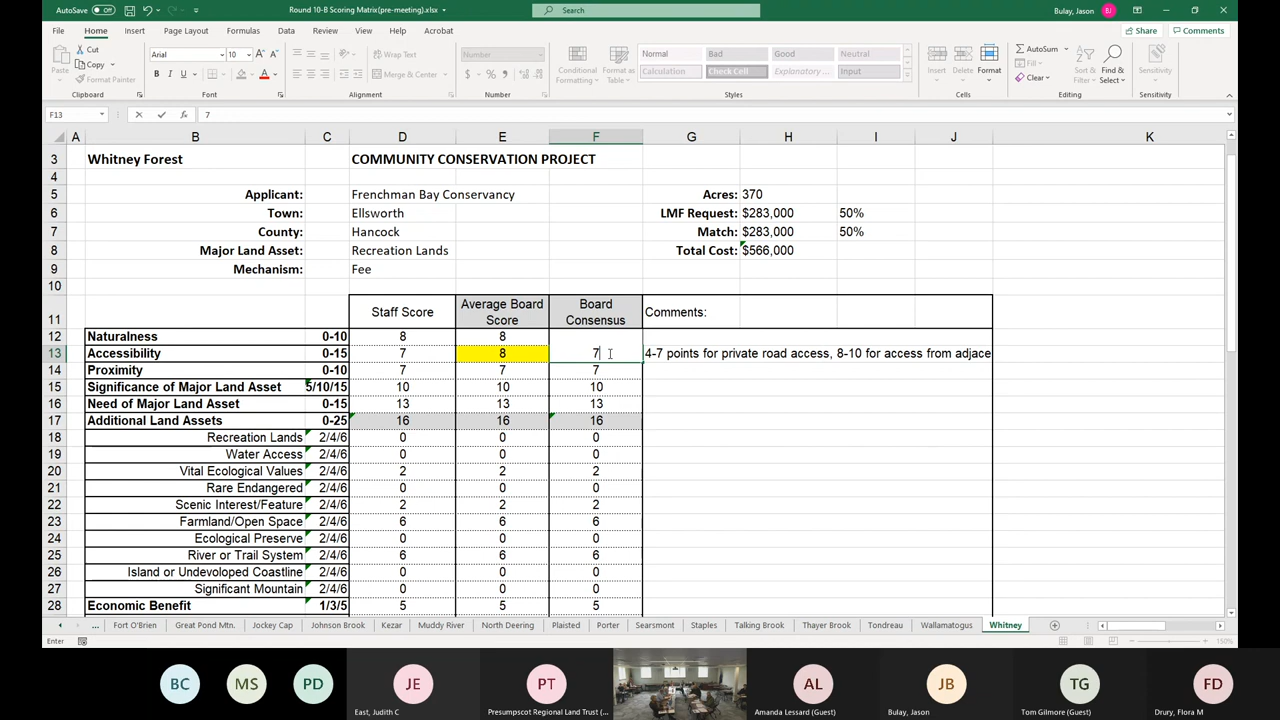 AutoSave Off Round 10-B Scoring Matrix(pre-meeting).xlsx Search Bulay, Jason BJ
File Home Insert Page Layout Formulas Data Review View Help Acrobat Share Comments
Paste Cut Copy Format Painter Clipboard
Arial 10 A A B I U A Font
Wrap Text Merge & Center Alignment
Number $ % , Number
Conditional Formatting Format as Table Normal Bad Good Neutral Calculation Check Cell Explanatory ... Input Styles
Insert Delete Format Cells
AutoSum Fill Clear Sort & Filter Find & Select Editing
Sensitivity Sensitivity
F13 fx 7
A B C D E F G H I J K
3 Whitney Forest COMMUNITY CONSERVATION PROJECT
4
5 Applicant: Frenchman Bay Conservancy Acres: 370
6 Town: Ellsworth LMF Request: $283,000 50%
7 County: Hancock Match: $283,000 50%
8 Major Land Asset: Recreation Lands Total Cost: $566,000
9 Mechanism: Fee
10
11 Staff Score Average Board Score Board Consensus Comments:
12 Naturalness 0-10 8 8
13 Accessibility 0-15 7 8 7 4-7 points for private road access, 8-10 for access from adjace
14 Proximity 0-10 7 7 7
15 Significance of Major Land Asset 5/10/15 10 10 10
16 Need of Major Land Asset 0-15 13 13 13
17 Additional Land Assets 0-25 16 16 16
18 Recreation Lands 2/4/6 0 0 0
19 Water Access 2/4/6 0 0 0
20 Vital Ecological Values 2/4/6 2 2 2
21 Rare Endangered 2/4/6 0 0 0
22 Scenic Interest/Feature 2/4/6 2 2 2
23 Farmland/Open Space 2/4/6 6 6 6
24 Ecological Preserve 2/4/6 0 0 0
25 River or Trail System 2/4/6 6 6 6
26 Island or Undevoloped Coastline 2/4/6 0 0 0
27 Significant Mountain 2/4/6 0 0 0
28 Economic Benefit 1/3/5 5 5 5
... Fort O'Brien Great Pond Mtn. Jockey Cap Johnson Brook Kezar Muddy River North Deering Plaisted Porter Searsmont Staples Talking Brook Thayer Brook Tondreau Wallamatogus Whitney
Enter 150%
BC MS PD JE PT AL JB TG FD
East, Judith C Presumpscot Regional Land Trust (... Amanda Lessard (Guest) Bulay, Jason Tom Gilmore (Guest) Drury, Flora M